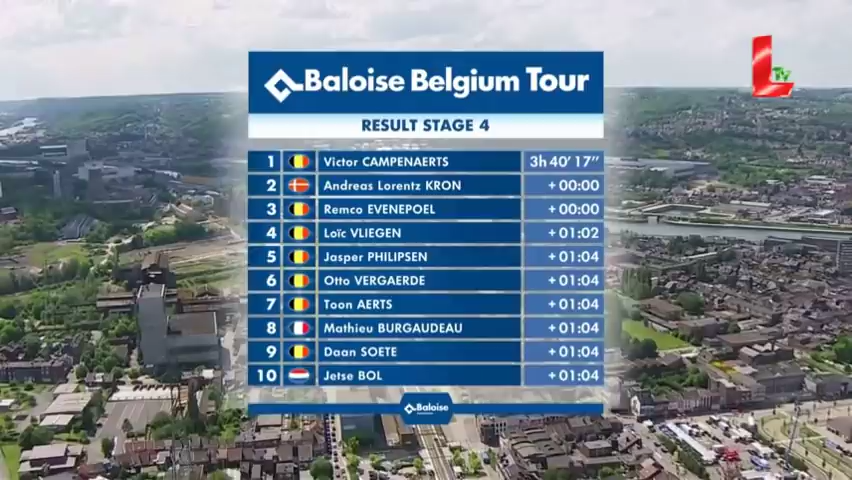 L TV
Baloise Belgium Tour
RESULT STAGE 4
1 Victor CAMPENAERTS 3h 40' 17"
2 Andreas Lorentz KRON + 00:00
3 Remco EVENEPOEL + 00:00
4 Loïc VLIEGEN + 01:02
5 Jasper PHILIPSEN + 01:04
6 Otto VERGAERDE + 01:04
7 Toon AERTS + 01:04
8 Mathieu BURGAUDEAU + 01:04
9 Daan SOETE + 01:04
10 Jetse BOL + 01:04
Baloise